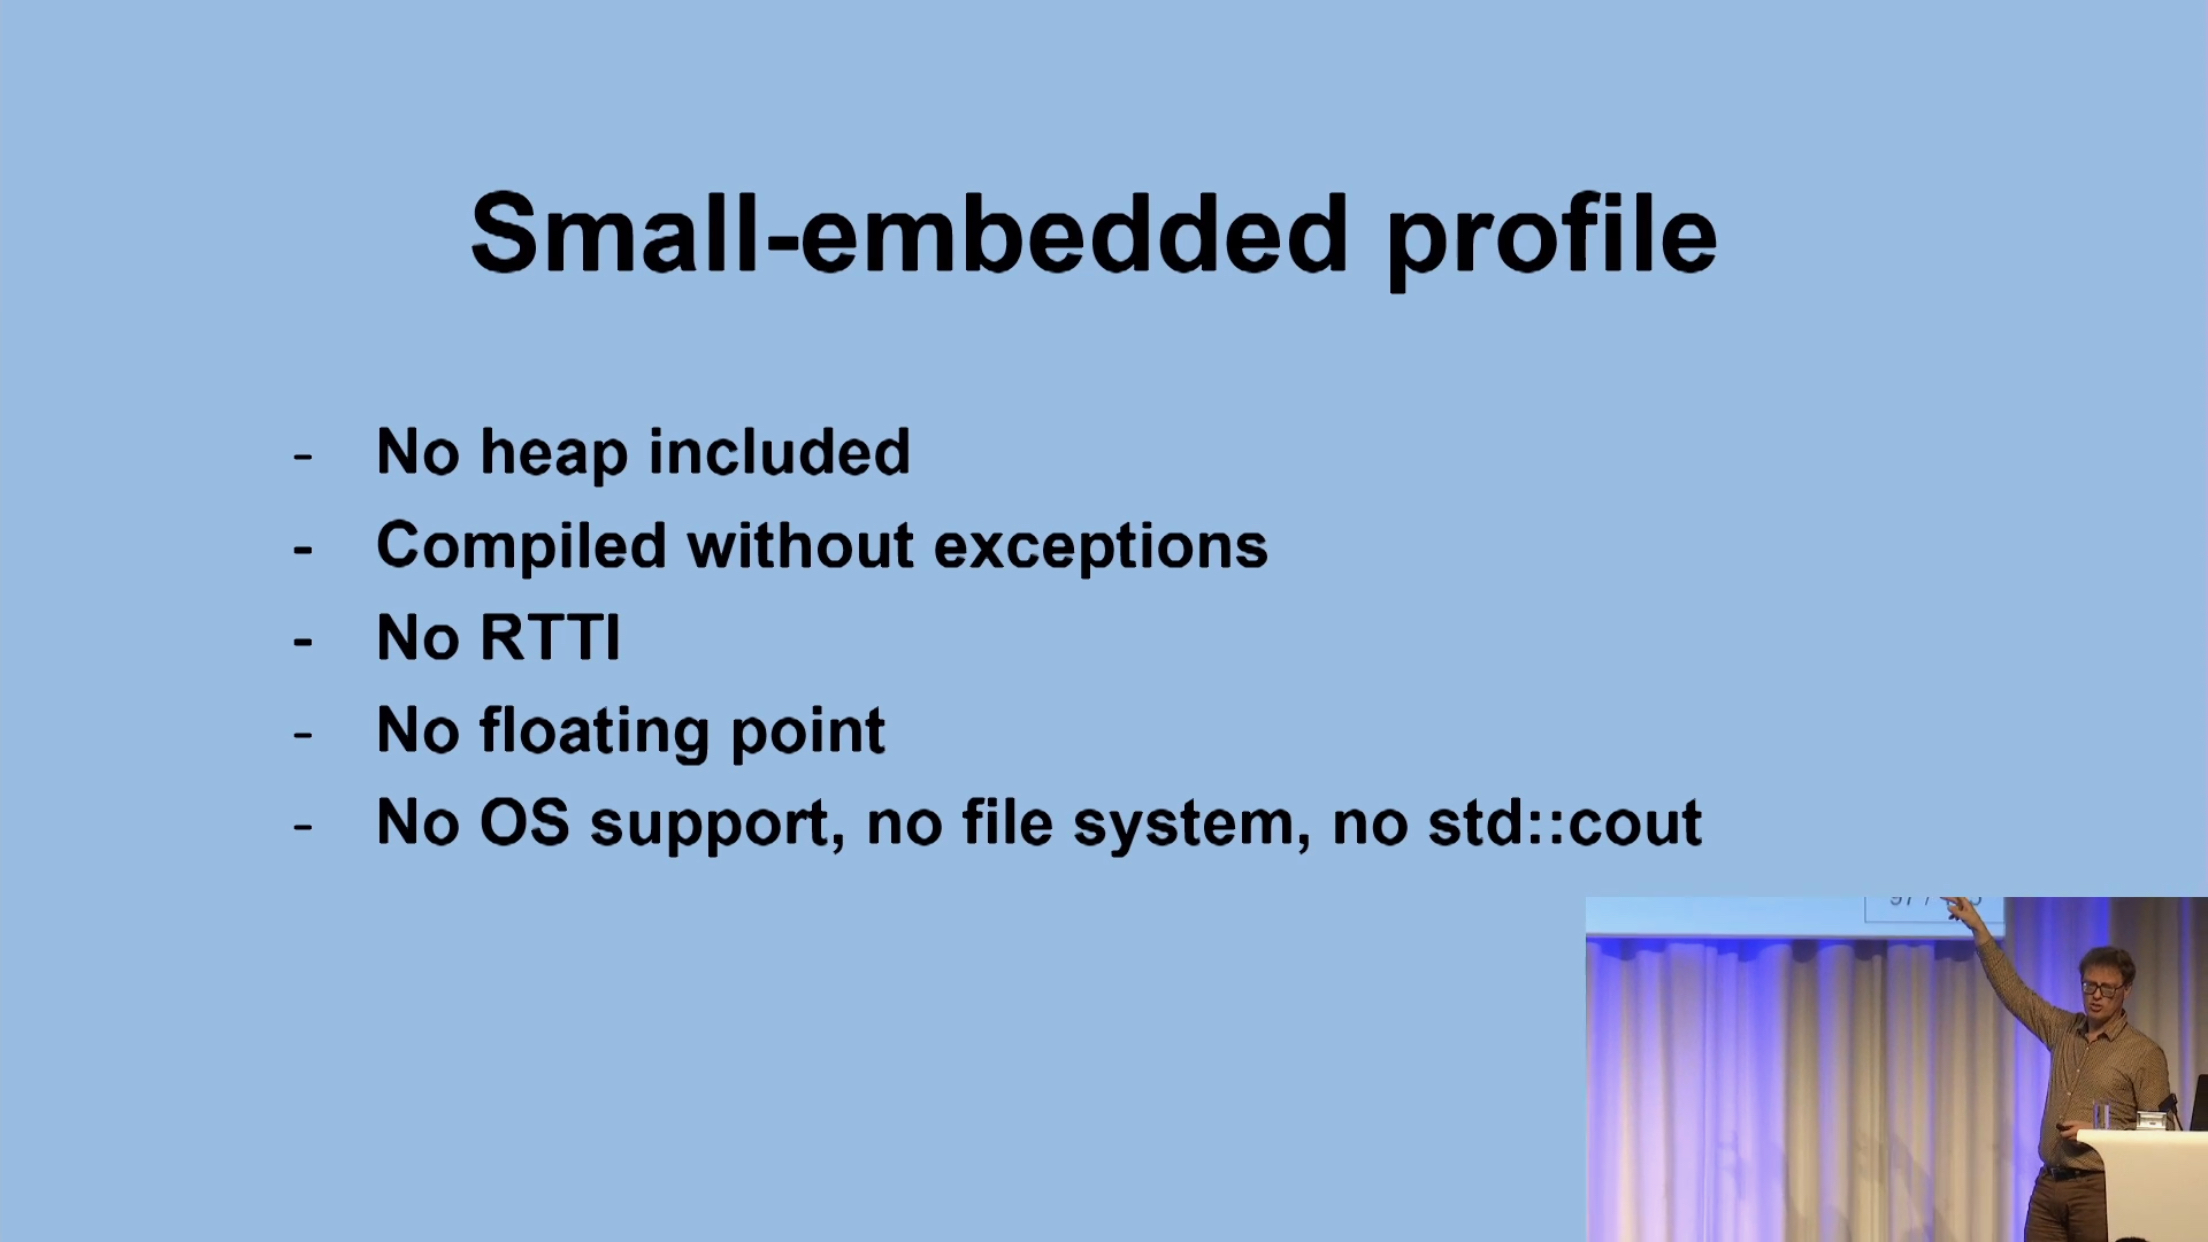 Small-embedded profile
- No heap included
- Compiled without exceptions
- No RTTI
- No floating point
- No OS support, no file system, no std::cout